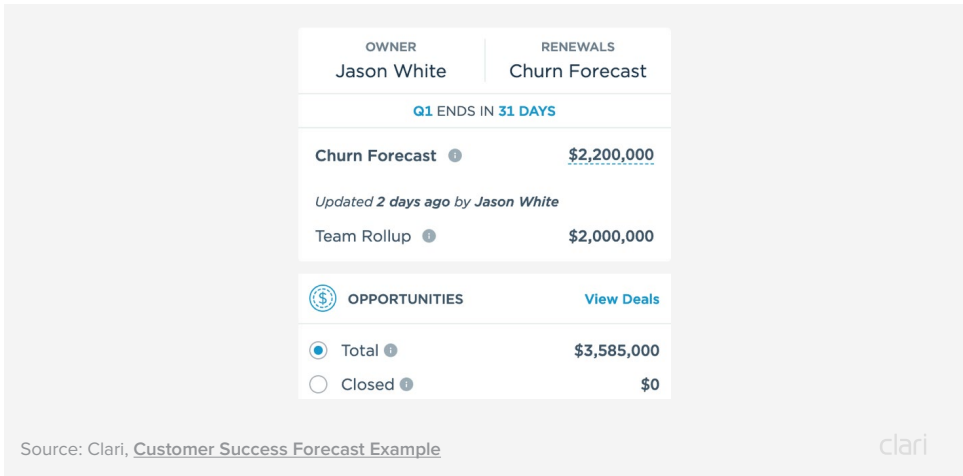 OWNER
Jason White
RENEWALS
Churn Forecast
Q1 ENDS IN 31 DAYS
Churn Forecast i $2,200,000
Updated 2 days ago by Jason White
Team Rollup i $2,000,000
$ OPPORTUNITIES View Deals
Total i $3,585,000
Closed i $0
Source: Clari, Customer Success Forecast Example
clari